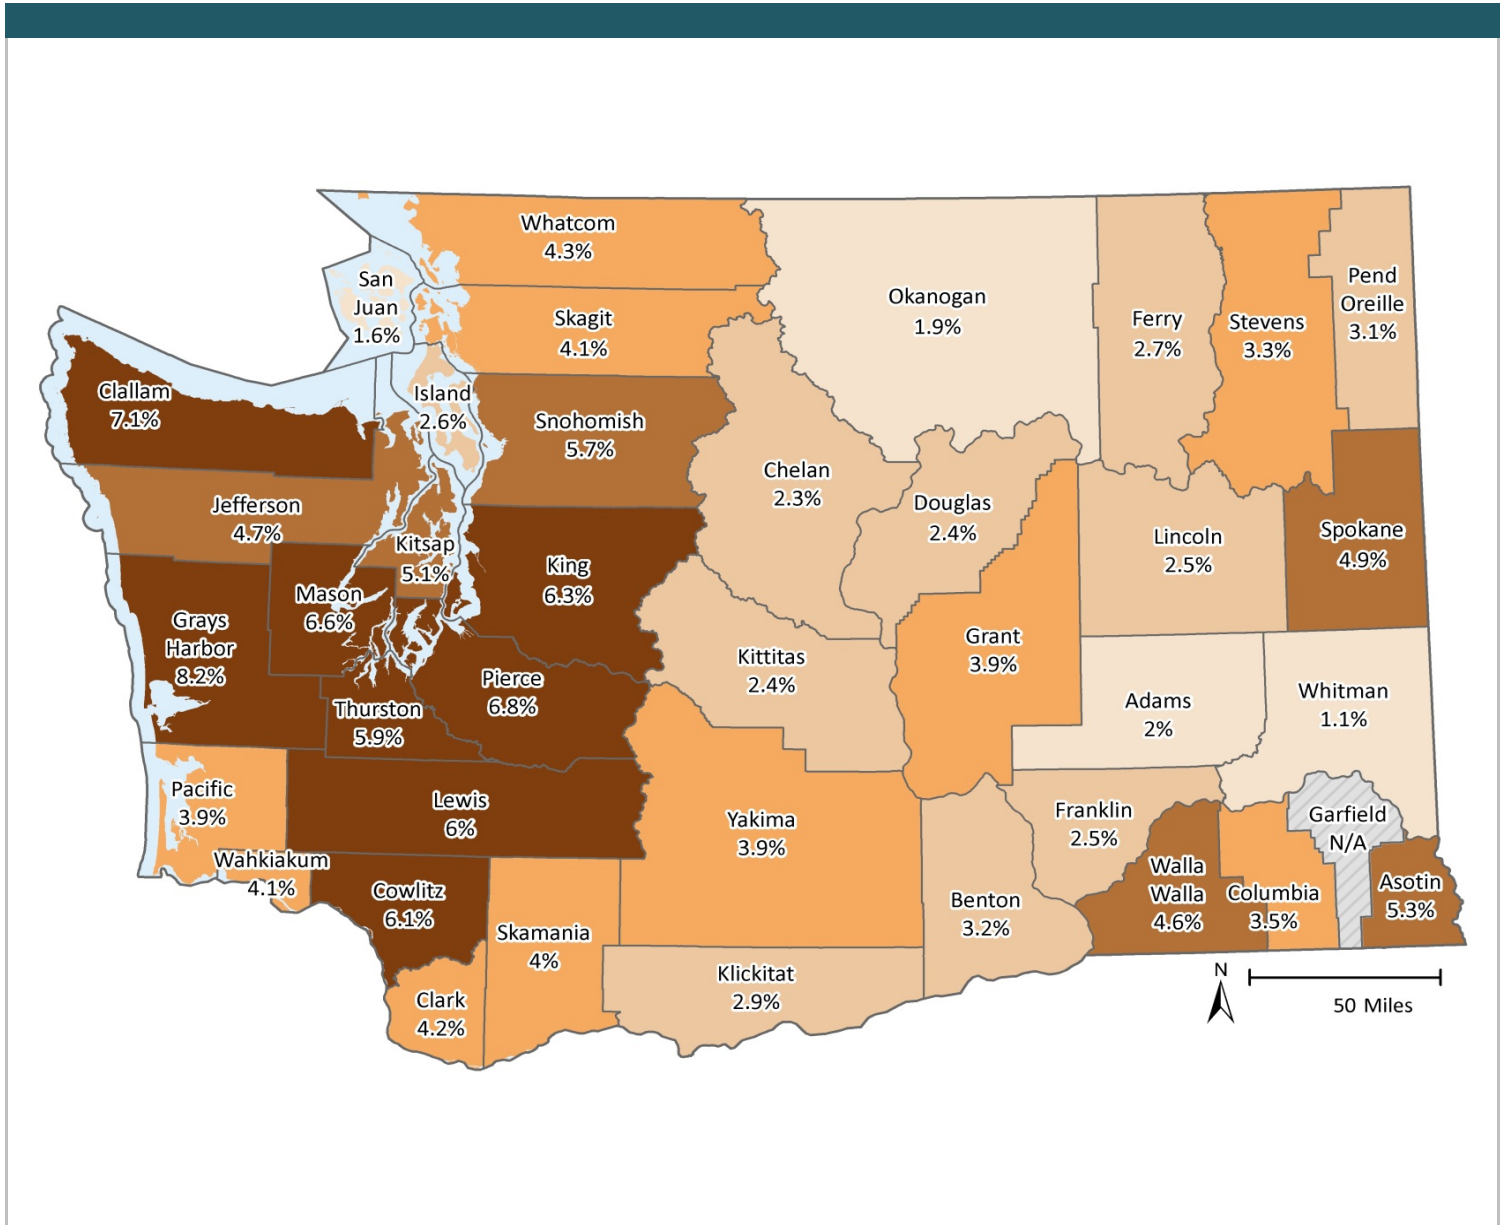 Whatcom
4.3%
San
Juan
1.6%
Skagit
4.1%
Okanogan
1.9%
Ferry
2.7%
Stevens
3.3%
Pend
Oreille
3.1%
Clallam
7.1%
Island
2.6%
Snohomish
5.7%
Chelan
2.3%
Douglas
2.4%
Lincoln
2.5%
Spokane
4.9%
Jefferson
4.7%
Kitsap
5.1%
King
6.3%
Mason
6.6%
Grays
Harbor
8.2%
Kittitas
2.4%
Grant
3.9%
Adams
2%
Whitman
1.1%
Pierce
6.8%
Thurston
5.9%
Pacific
3.9%
Lewis
6%
Yakima
3.9%
Franklin
2.5%
Garfield
N/A
Wahkiakum
4.1%
Cowlitz
6.1%
Benton
3.2%
Walla
Walla
4.6%
Columbia
3.5%
Asotin
5.3%
Skamania
4%
Klickitat
2.9%
Clark
4.2%
N
50 Miles